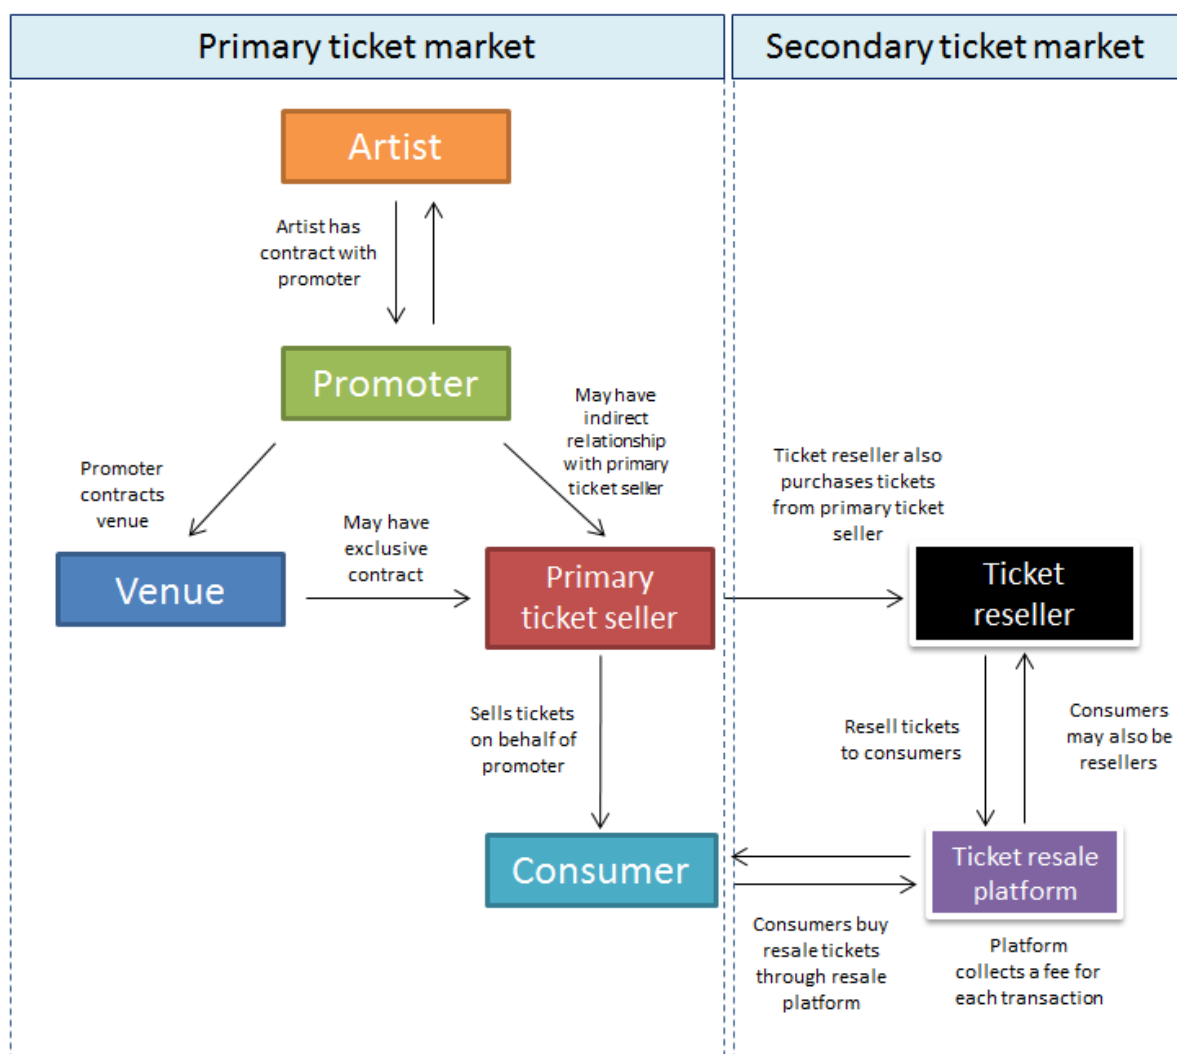 Primary ticket market
Secondary ticket market
Artist
Artist has
contract with
promoter
Promoter
May have
indirect
relationship
with primary
ticket seller
Promoter
contracts
venue
May have
exclusive
contract
Ticket reseller also
purchases tickets
from primary ticket
seller
Venue
Primary
ticket seller
Ticket
reseller
Sells tickets
on behalf of
promoter
Resell tickets
to consumers
Consumers
may also be
resellers
Consumer
Ticket resale
platform
Consumers buy
resale tickets
through resale
platform
Platform
collects a fee for
each transaction